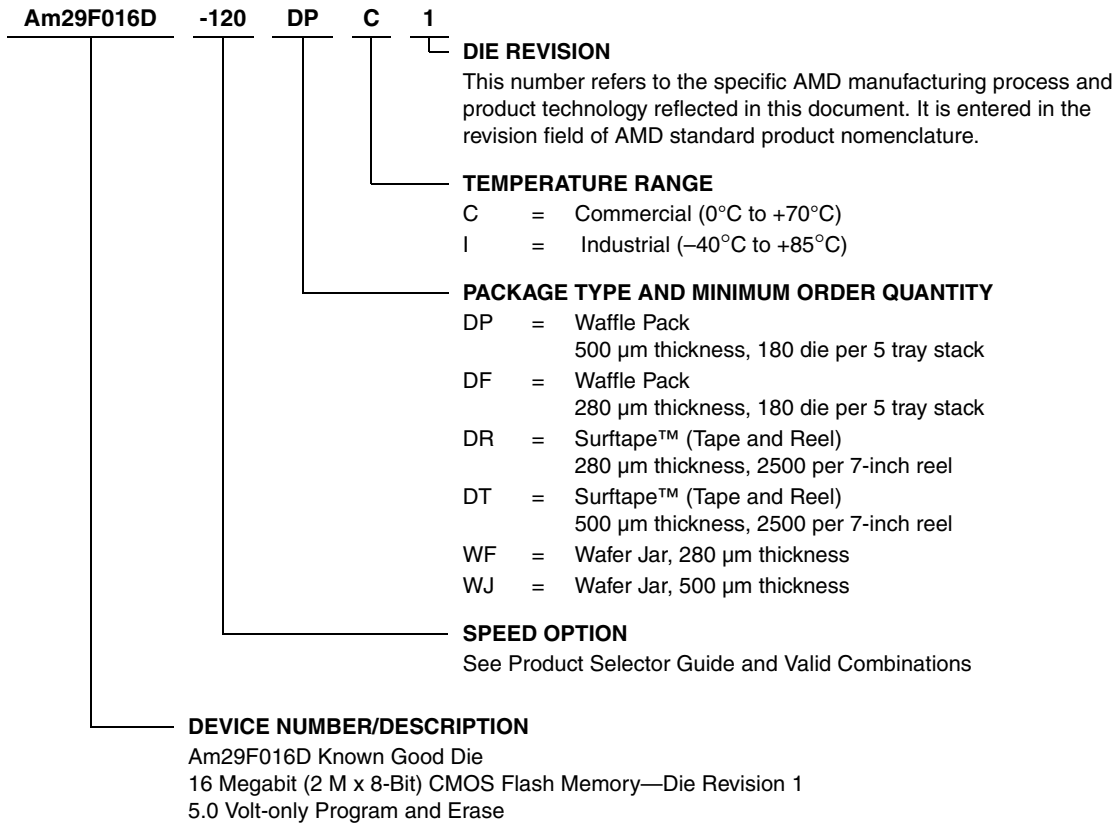 Am29F016D -120 DP C 1
DIE REVISION
This number refers to the specific AMD manufacturing process and
product technology reflected in this document. It is entered in the
revision field of AMD standard product nomenclature.
TEMPERATURE RANGE
C = Commercial (0°C to +70°C)
I = Industrial (–40°C to +85°C)
PACKAGE TYPE AND MINIMUM ORDER QUANTITY
DP = Waffle Pack
500 µm thickness, 180 die per 5 tray stack
DF = Waffle Pack
280 µm thickness, 180 die per 5 tray stack
DR = Surftape™ (Tape and Reel)
280 µm thickness, 2500 per 7-inch reel
DT = Surftape™ (Tape and Reel)
500 µm thickness, 2500 per 7-inch reel
WF = Wafer Jar, 280 µm thickness
WJ = Wafer Jar, 500 µm thickness
SPEED OPTION
See Product Selector Guide and Valid Combinations
DEVICE NUMBER/DESCRIPTION
Am29F016D Known Good Die
16 Megabit (2 M x 8-Bit) CMOS Flash Memory—Die Revision 1
5.0 Volt-only Program and Erase